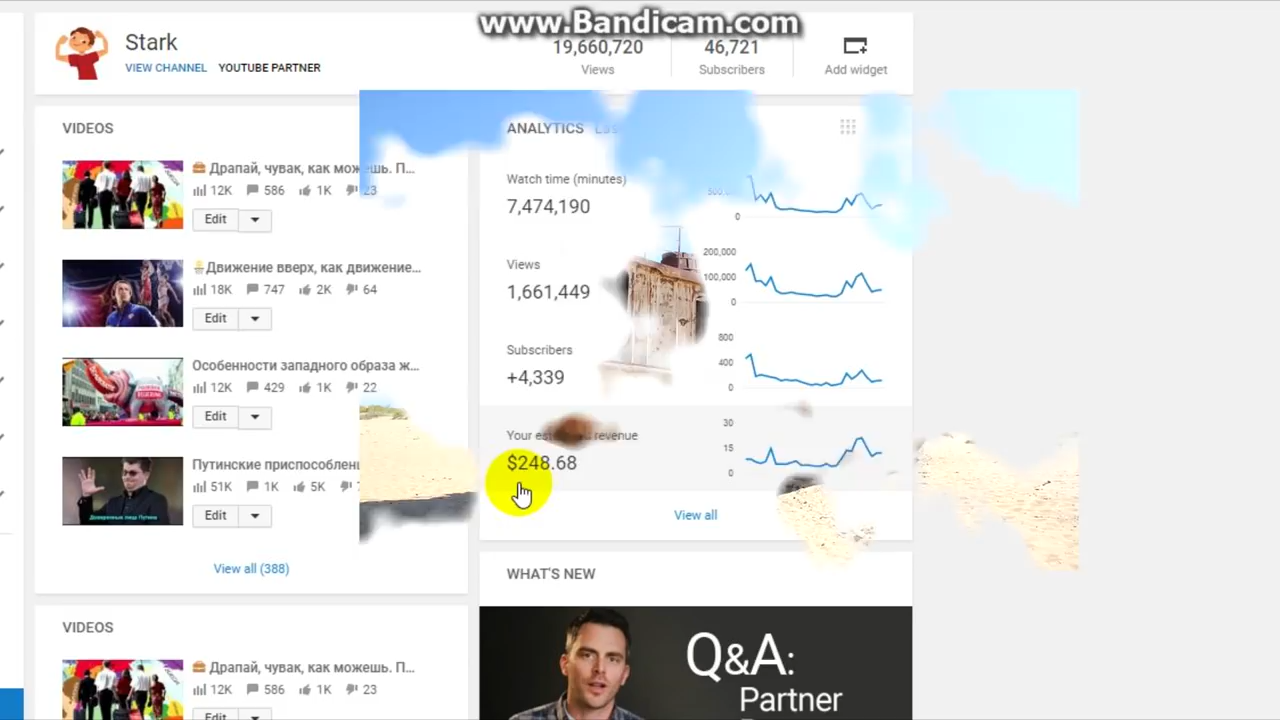 www.Bandicam.com
Stark
VIEW CHANNEL YOUTUBE PARTNER
19,660,720
Views
46,721
Subscribers
Add widget
VIDEOS
Драпай, чувак, как можешь. П...
12K 586 1K 23
Edit
Движение вверх, как движение...
18K 747 2K 64
Edit
Особенности западного образа ж...
12K 429 1K 22
Edit
Путинские приспособлен
51K 1K 5K
Edit
View all (388)
VIDEOS
Драпай, чувак, как можешь. П...
12K 586 1K 23
Edit
ANALYTICS
Watch time (minutes)
7,474,190
0
Views
1,661,449
200,000
100,000
0
Subscribers
+4,339
800
400
0
Your revenue
$248.68
30
15
0
View all
WHAT'S NEW
Q&A:
Partner